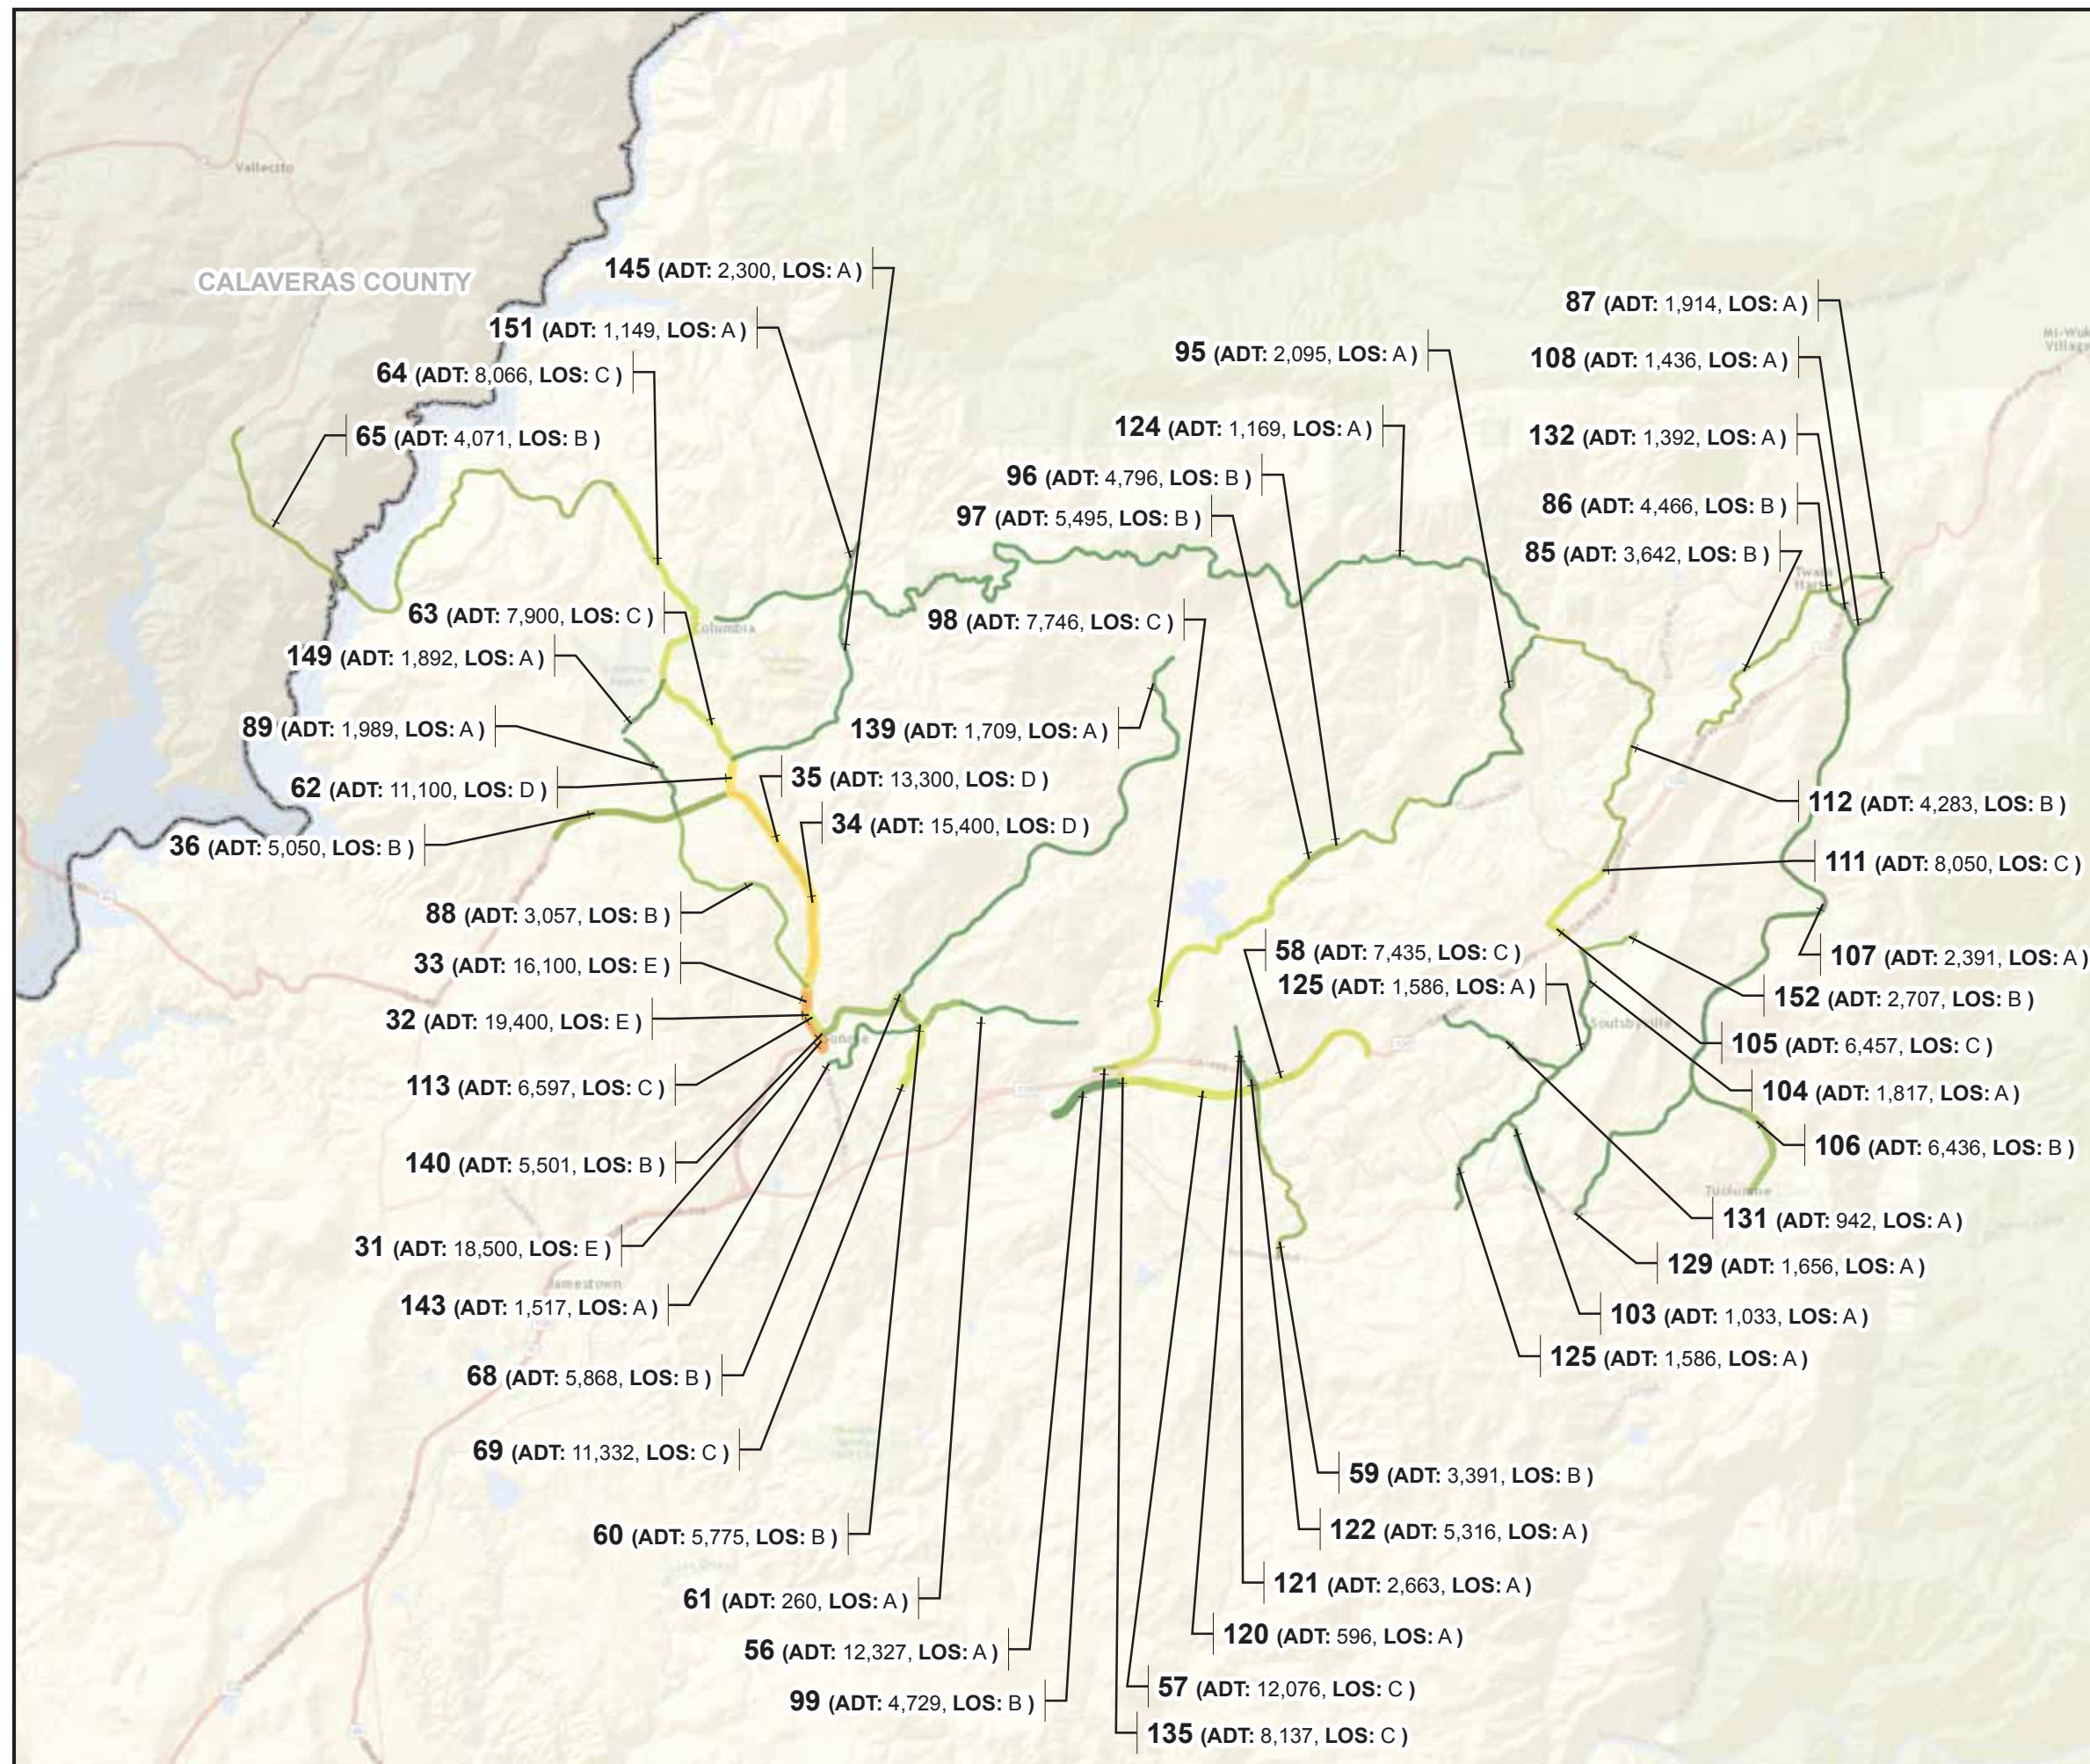 Vallecito
CALAVERAS COUNTY
145 (ADT: 2,300, LOS: A )
87 (ADT: 1,914, LOS: A )
151 (ADT: 1,149, LOS: A )
Mi-Wuk
Village
95 (ADT: 2,095, LOS: A )
108 (ADT: 1,436, LOS: A )
64 (ADT: 8,066, LOS: C )
65 (ADT: 4,071, LOS: B )
124 (ADT: 1,169, LOS: A )
132 (ADT: 1,392, LOS: A )
96 (ADT: 4,796, LOS: B )
86 (ADT: 4,466, LOS: B )
97 (ADT: 5,495, LOS: B )
85 (ADT: 3,642, LOS: B )
63 (ADT: 7,900, LOS: C )
98 (ADT: 7,746, LOS: C )
Columbia
149 (ADT: 1,892, LOS: A )
89 (ADT: 1,989, LOS: A )
139 (ADT: 1,709, LOS: A )
62 (ADT: 11,100, LOS: D )
35 (ADT: 13,300, LOS: D )
112 (ADT: 4,283, LOS: B )
34 (ADT: 15,400, LOS: D )
36 (ADT: 5,050, LOS: B )
111 (ADT: 8,050, LOS: C )
88 (ADT: 3,057, LOS: B )
58 (ADT: 7,435, LOS: C )
107 (ADT: 2,391, LOS: A )
33 (ADT: 16,100, LOS: E )
125 (ADT: 1,586, LOS: A )
152 (ADT: 2,707, LOS: B )
32 (ADT: 19,400, LOS: E )
Soulsbyville
105 (ADT: 6,457, LOS: C )
113 (ADT: 6,597, LOS: C )
104 (ADT: 1,817, LOS: A )
106 (ADT: 6,436, LOS: B )
140 (ADT: 5,501, LOS: B )
Tuolumne
131 (ADT: 942, LOS: A )
31 (ADT: 18,500, LOS: E )
129 (ADT: 1,656, LOS: A )
Jamestown
143 (ADT: 1,517, LOS: A )
103 (ADT: 1,033, LOS: A )
125 (ADT: 1,586, LOS: A )
68 (ADT: 5,868, LOS: B )
69 (ADT: 11,332, LOS: C )
59 (ADT: 3,391, LOS: B )
60 (ADT: 5,775, LOS: B )
122 (ADT: 5,316, LOS: A )
121 (ADT: 2,663, LOS: A )
61 (ADT: 260, LOS: A )
120 (ADT: 596, LOS: A )
56 (ADT: 12,327, LOS: A )
57 (ADT: 12,076, LOS: C )
99 (ADT: 4,729, LOS: B )
135 (ADT: 8,137, LOS: C )